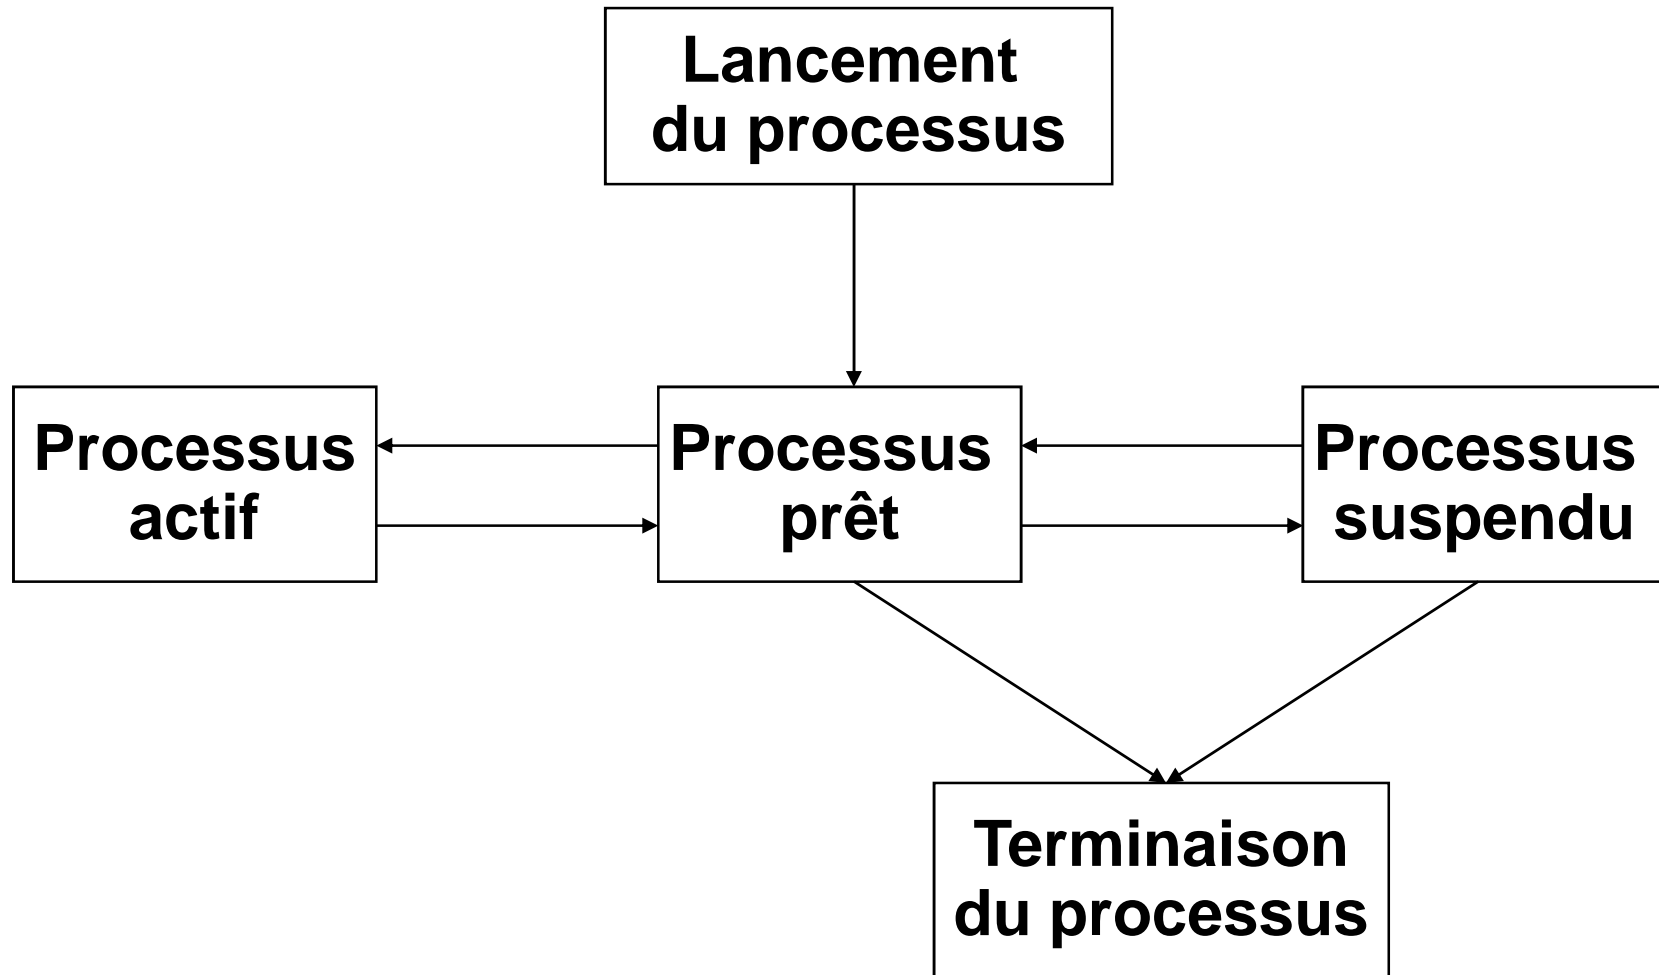 Lancement
du processus
Processus
actif
Processus
prêt
Processus
suspendu
Terminaison
du processus